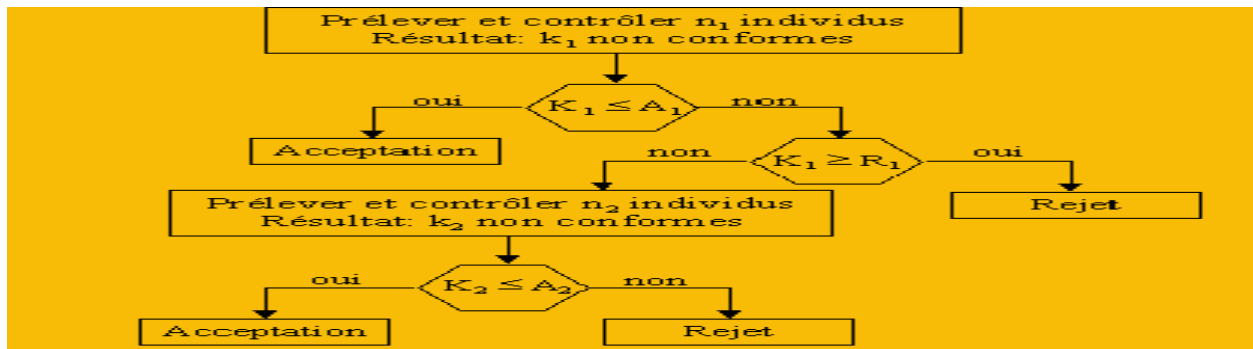 Prélever et contrôler n₁ individus
Résultat: k₁ non conformes
oui
K₁ ≤ A₁
non
Acceptation
non
K₁ ≥ R₁
oui
Prélever et contrôler n₂ individus
Résultat: k₂ non conformes
Rejet
oui
K₂ ≤ A₂
non
Acceptation
Rejet